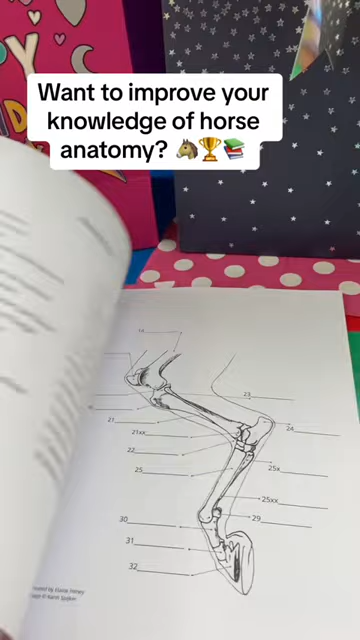 Want to improve your
knowledge of horse
anatomy? 🐴🏆📚
23
21
24
21xx
22
25x
25
25xx
30
29
31
32